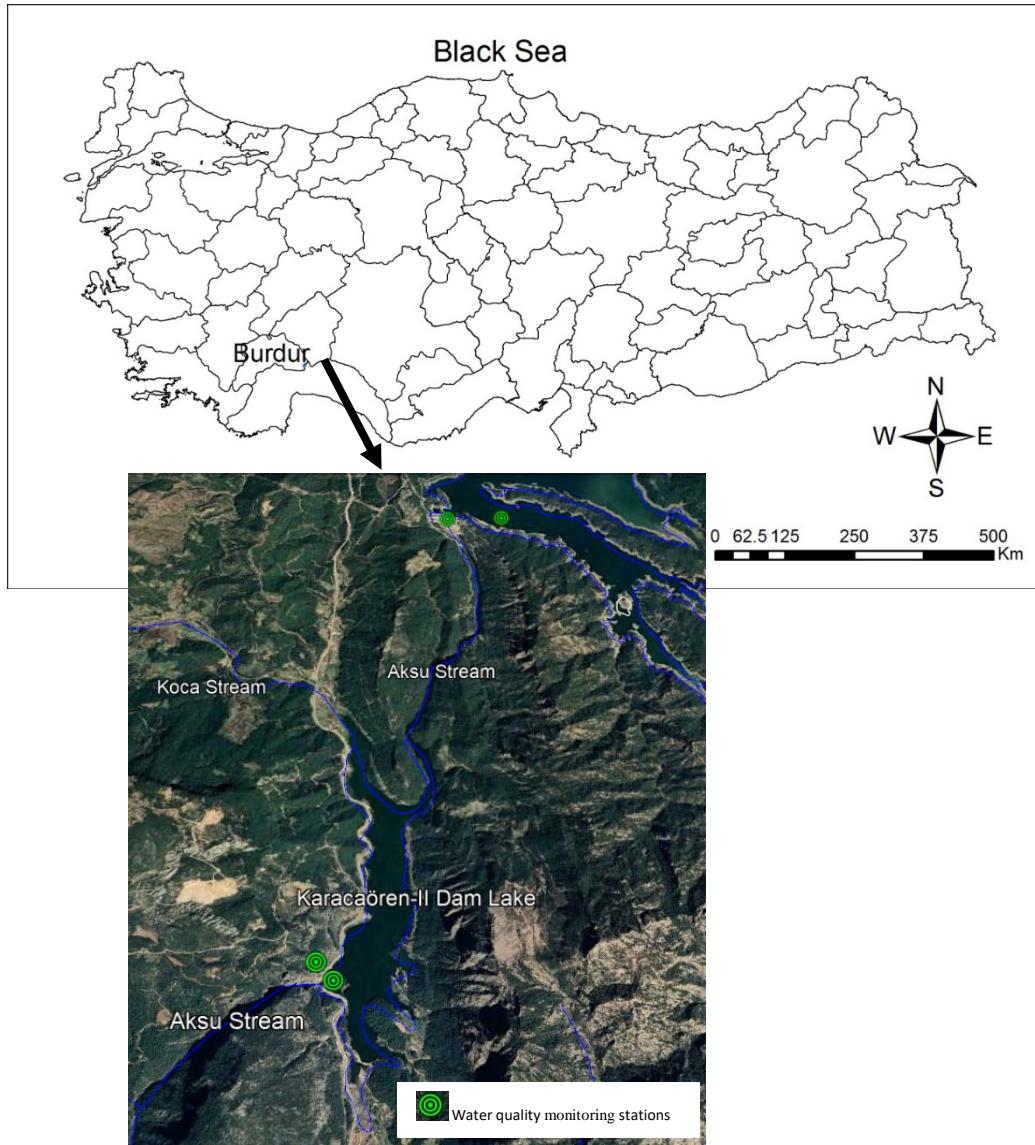 Black Sea
Burdur
N
W E
S
0 62.5 125 250 375 500
Km
Aksu Stream
Koca Stream
Karacaören-II Dam Lake
Aksu Stream
Water quality monitoring stations